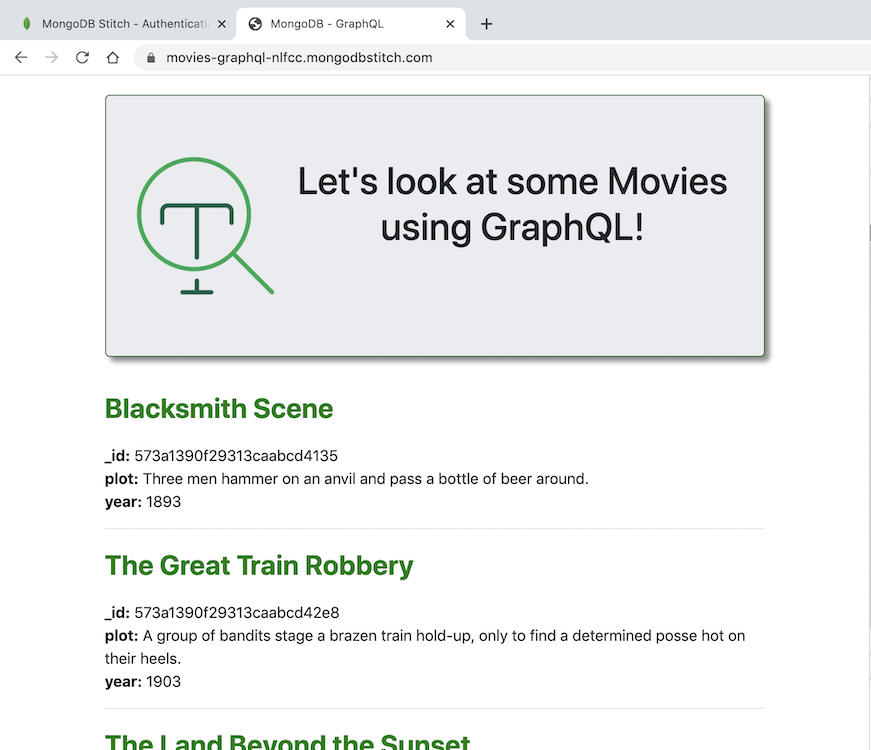 MongoDB Stitch - Authenticati
MongoDB - GraphQL
movies-graphql-nlfcc.mongodbstitch.com
Let's look at some Movies
using GraphQL!
Blacksmith Scene
_id: 573a1390f29313caabcd4135
plot: Three men hammer on an anvil and pass a bottle of beer around.
year: 1893
The Great Train Robbery
_id: 573a1390f29313caabcd42e8
plot: A group of bandits stage a brazen train hold-up, only to find a determined posse hot on
their heels.
year: 1903
The Land Beyond the Sunset